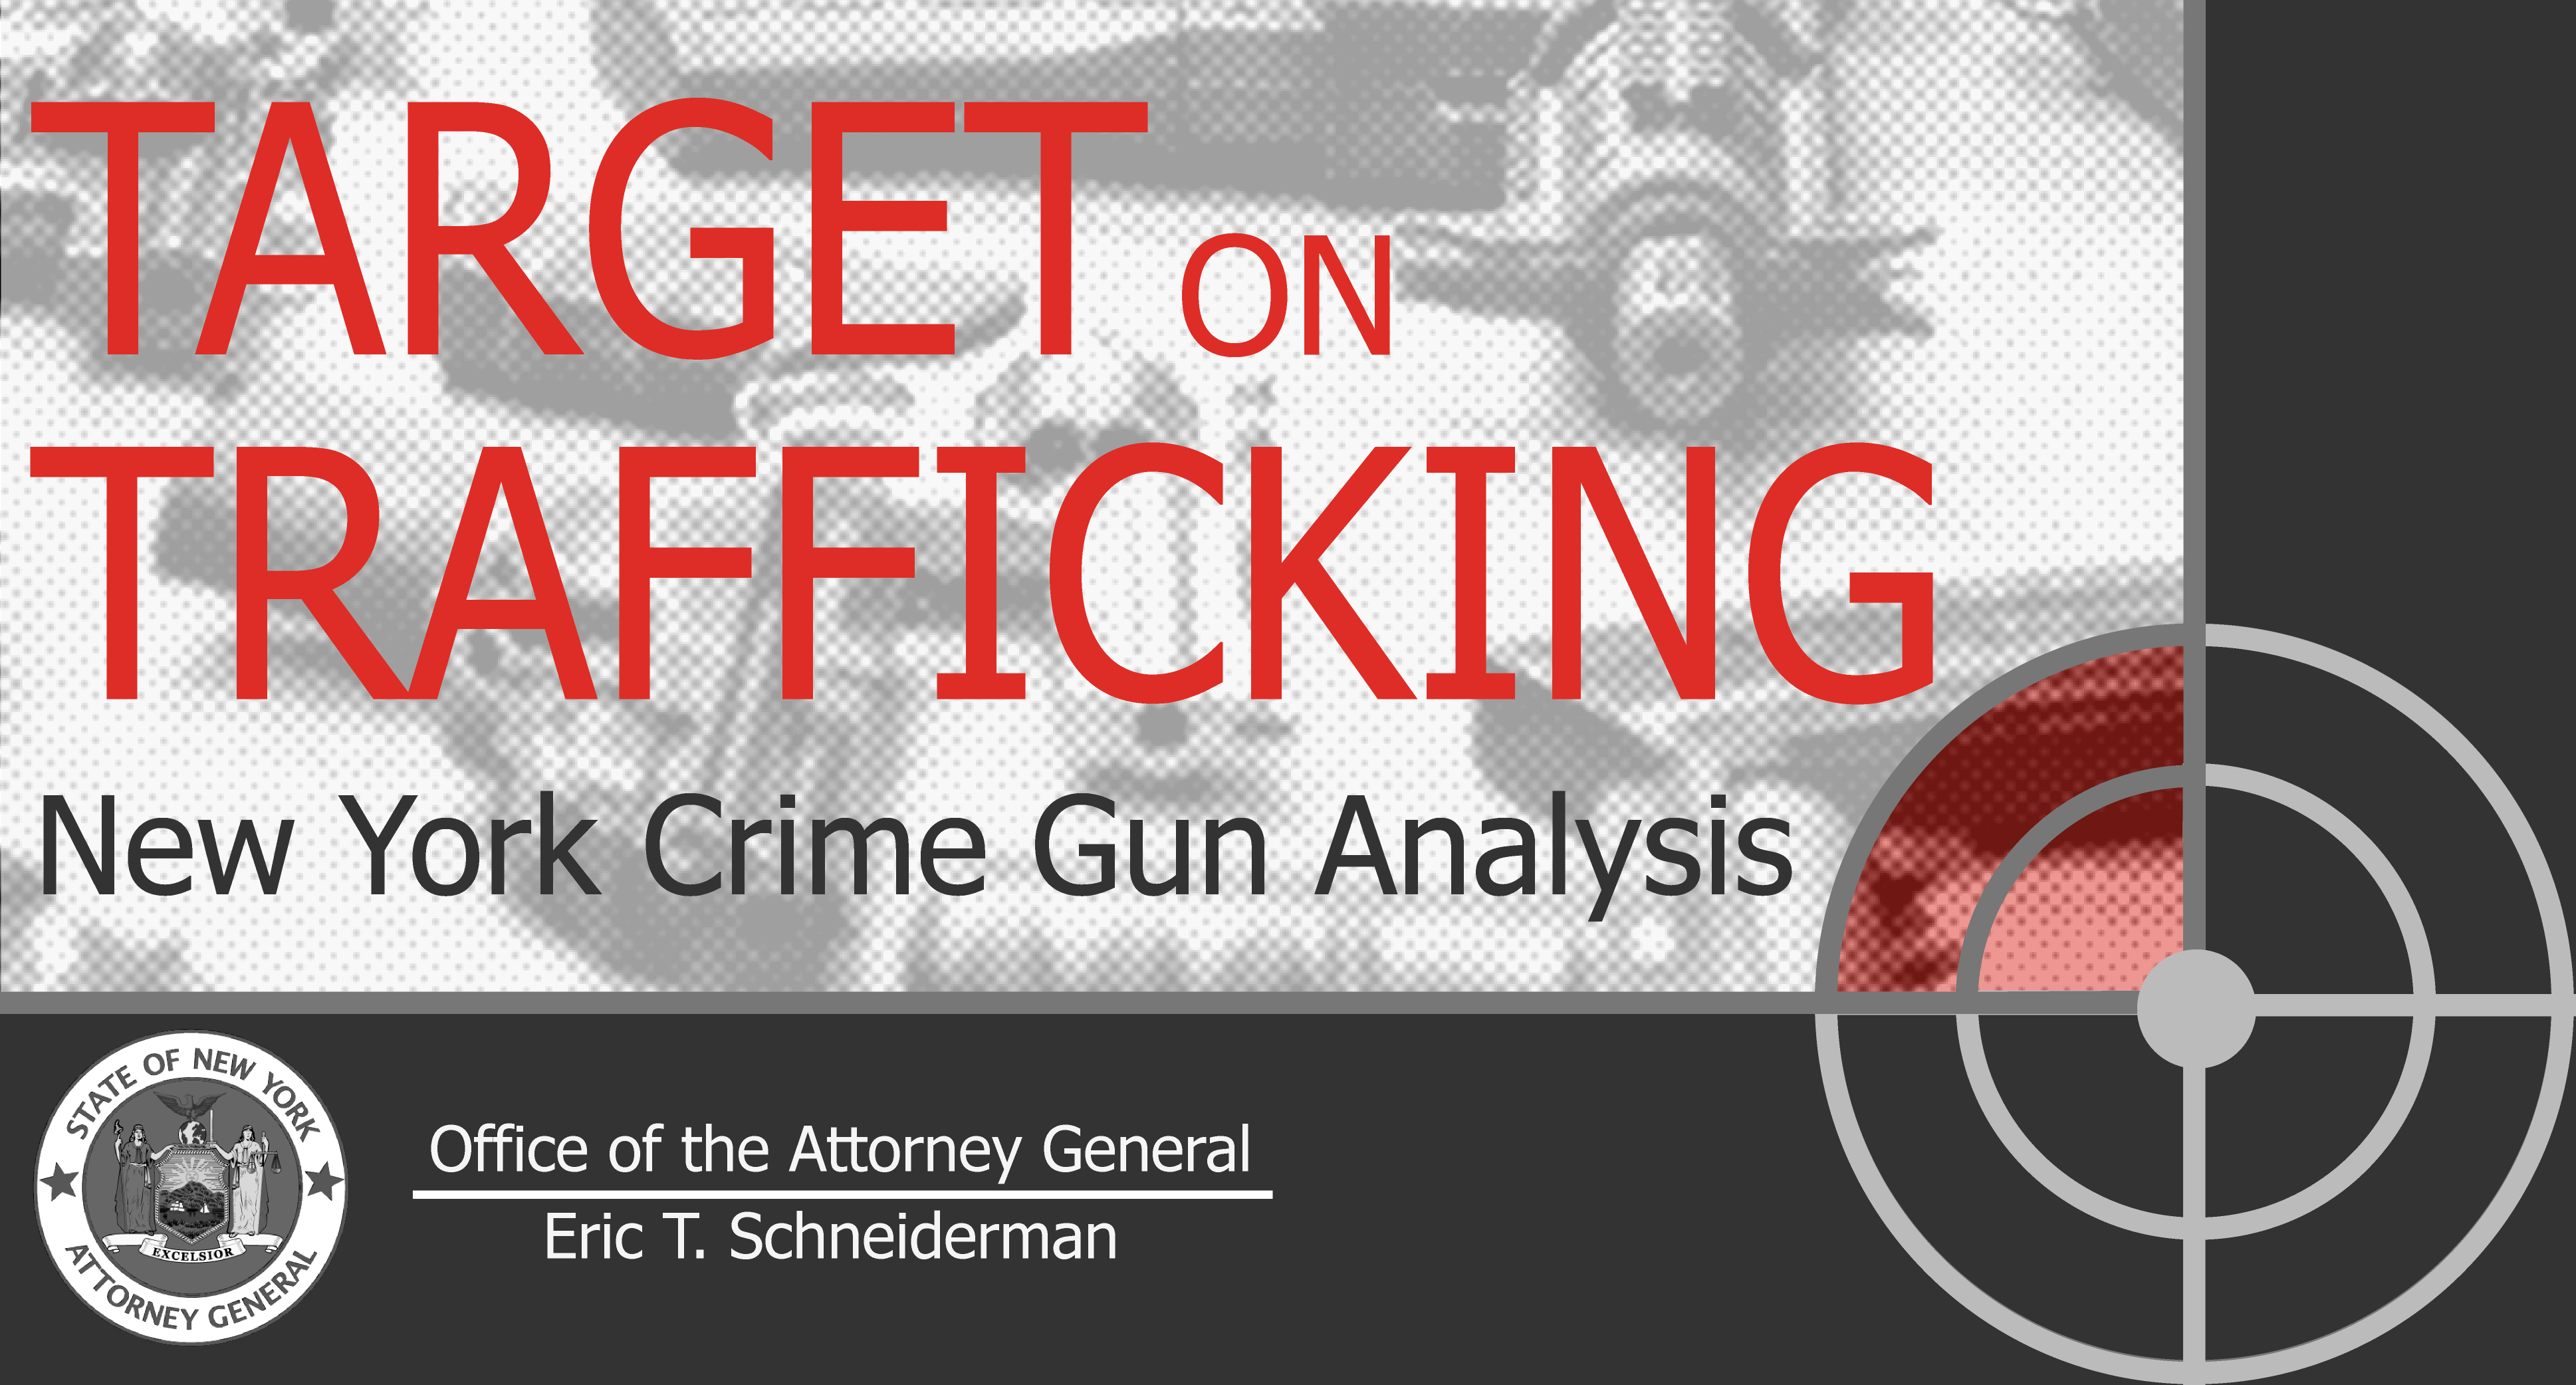 TARGET ON
TRAFFICKING
New York Crime Gun Analysis
STATE OF NEW YORK
EXCELSIOR
ATTORNEY GENERAL
Office of the Attorney General
Eric T. Schneiderman